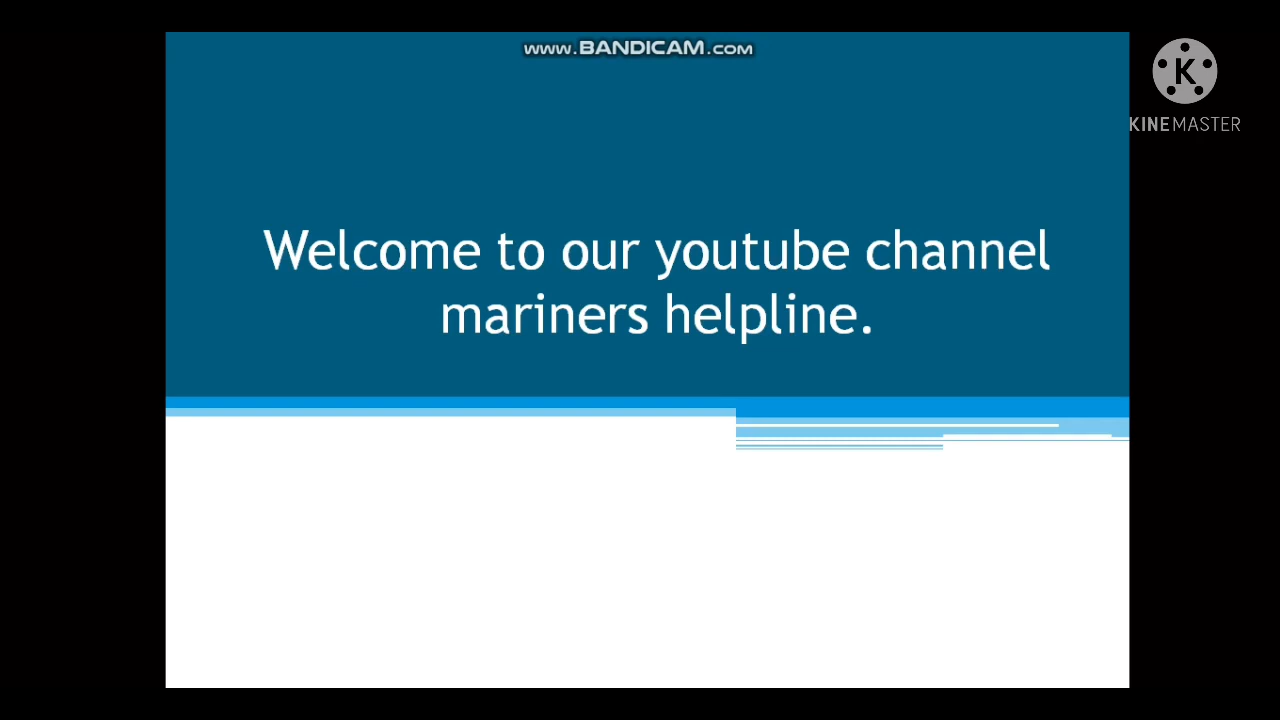 www.BANDICAM.com
K
KINEMASTER
Welcome to our youtube channel
mariners helpline.